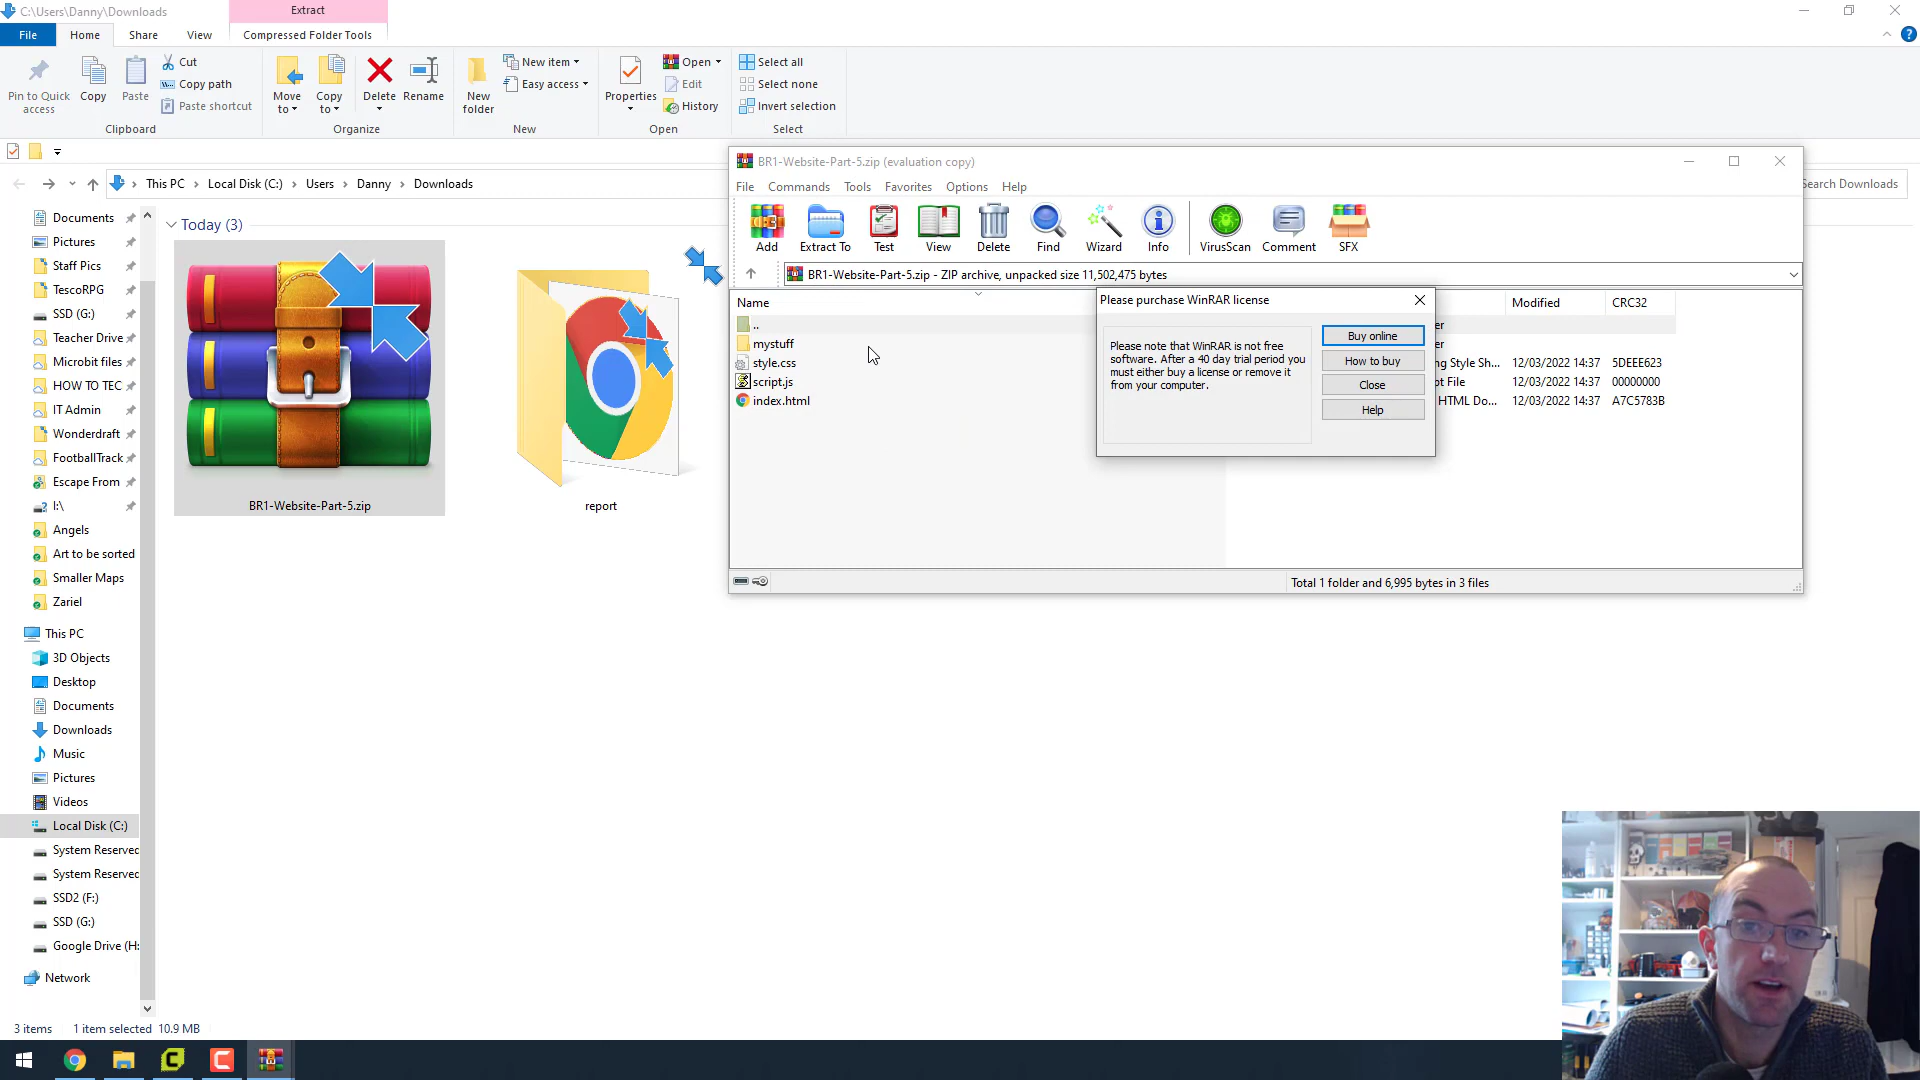 C:\Users\Danny\Downloads
Extract
File
Home
Share
View
Compressed Folder Tools
Pin to Quick access
Copy
Paste
Cut
Copy path
Paste shortcut
Clipboard
Move to
Copy to
Delete
Rename
Organize
New folder
New item
Easy access
New
Properties
Open
Edit
History
Open
Select all
Select none
Invert selection
Select
This PC
Local Disk (C:)
Users
Danny
Downloads
Search Downloads
Documents
Pictures
Staff Pics
TescoRPG
SSD (G:)
Teacher Drive
Microbit files
HOW TO TEC
IT Admin
Wonderdraft
FootballTrack
Escape From
I:\
Angels
Art to be sorted
Smaller Maps
Zariel
This PC
3D Objects
Desktop
Documents
Downloads
Music
Pictures
Videos
Local Disk (C:)
System Reserved
System Reserved
SSD2 (F:)
SSD (G:)
Google Drive (H:
Network
3 items
1 item selected 10.9 MB
Today (3)
BR1-Website-Part-5.zip
report
BR1-Website-Part-5.zip (evaluation copy)
File
Commands
Tools
Favorites
Options
Help
Add
Extract To
Test
View
Delete
Find
Wizard
Info
VirusScan
Comment
SFX
BR1-Website-Part-5.zip - ZIP archive, unpacked size 11,502,475 bytes
Name
Modified
CRC32
..
er
mystuff
er
style.css
ng Style Sh...
12/03/2022 14:37
5DEEE623
script.js
pt File
12/03/2022 14:37
00000000
index.html
HTML Do...
12/03/2022 14:37
A7C5783B
Please purchase WinRAR license
Please note that WinRAR is not free
software. After a 40 day trial period you
must either buy a license or remove it
from your computer.
Buy online
How to buy
Close
Help
Total 1 folder and 6,995 bytes in 3 files